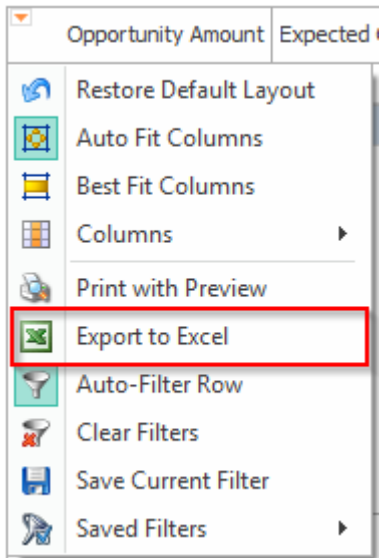 Opportunity Amount Expected
Restore Default Layout
Auto Fit Columns
Best Fit Columns
Columns
Print with Preview
Export to Excel
Auto-Filter Row
Clear Filters
Save Current Filter
Saved Filters